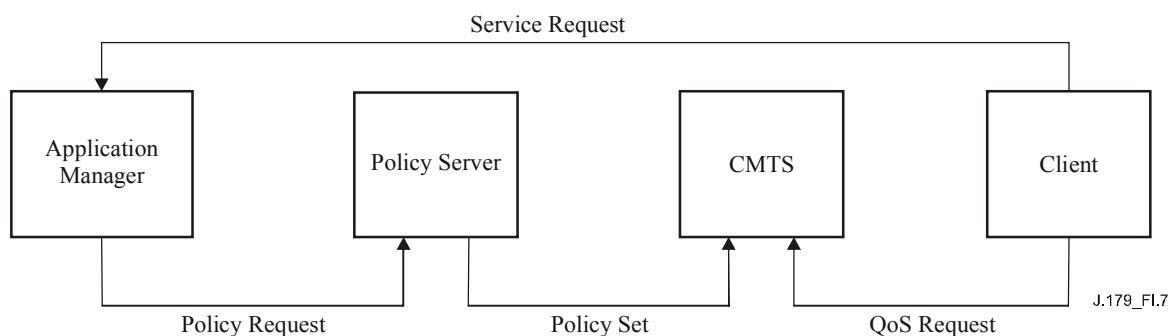 Service Request
Application
Manager
Policy Server
CMTS
Client
J.179_FI.7
Policy Request
Policy Set
QoS Request